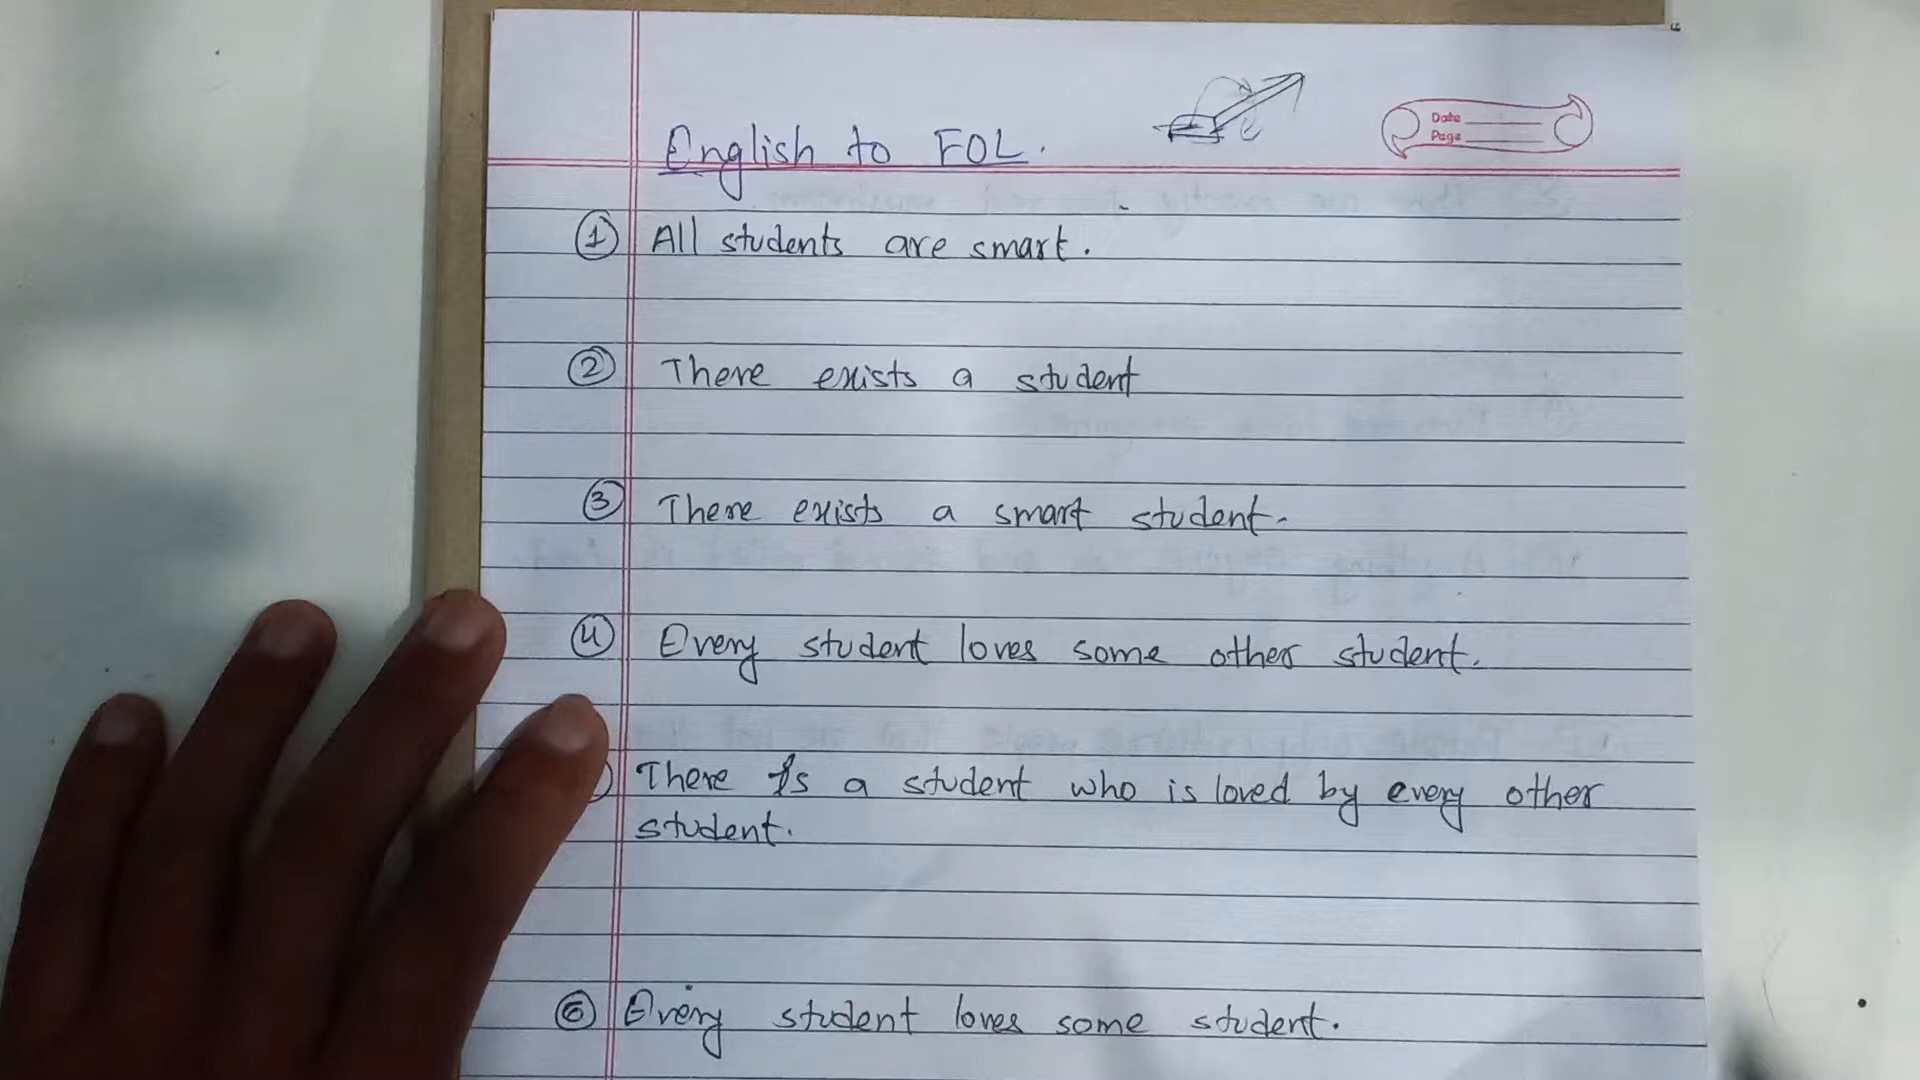 English to FOL.
Date
Page
1 All students are smart.
2 There exists a student
3 There exists a smart student.
4 Every student loves some other student.
There is a student who is loved by every other
student.
6 Every student loves some student.